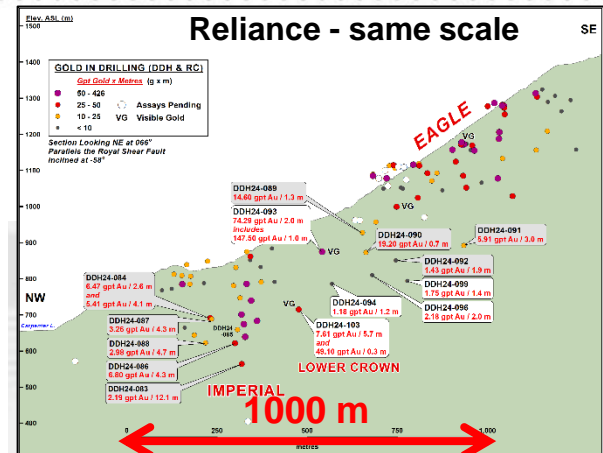 Reliance - same scale
Elev. ASL (m)
SE
1500
1400
1300
1200
1100
1000
900
800
700
600
500
400
GOLD IN DRILLING (DDH & RC)
Gpt Gold x Metres (g x m)
50 - 426
25 - 50
10 - 25
< 10
Assays Pending
VG Visible Gold
Section Looking NE at 066°
Parallels the Royal Shear Fault
Inclined at -58°
EAGLE
VG
VG
DDH24-089
14.60 gpt Au / 1.3 m
DDH24-093
74.29 gpt Au / 2.0 m
includes
147.50 gpt Au / 1.0 m
VG
DDH24-090
19.20 gpt Au / 0.7 m
DDH24-091
5.91 gpt Au / 3.0 m
DDH24-092
1.43 gpt Au / 1.9 m
DDH24-099
1.75 gpt Au / 1.4 m
DDH24-096
2.18 gpt Au / 2.0 m
DDH24-094
1.18 gpt Au / 1.2 m
VG
DDH24-103
7.61 gpt Au / 5.7 m
and
49.10 gpt Au / 0.3 m
LOWER CROWN
NW
Carpenter L.
DDH24-084
6.47 gpt Au / 2.6 m
and
5.41 gpt Au / 4.1 m
DDH24-087
3.26 gpt Au / 4.3 m
DDH24-088
2.98 gpt Au / 4.7 m
DDH24-086
6.80 gpt Au / 4.3 m
DDH24-083
2.19 gpt Au / 12.1 m
DDH24
-085
IMPERIAL
1000 m
0
250
500
750
1,000
metres